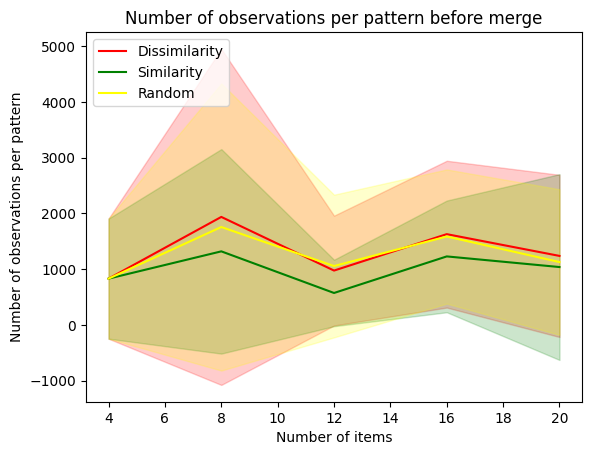 Number of observations per pattern before merge
Dissimilarity
Similarity
Random
Number of observations per pattern
5000
4000
3000
2000
1000
0
−1000
4 6 8 10 12 14 16 18 20
Number of items